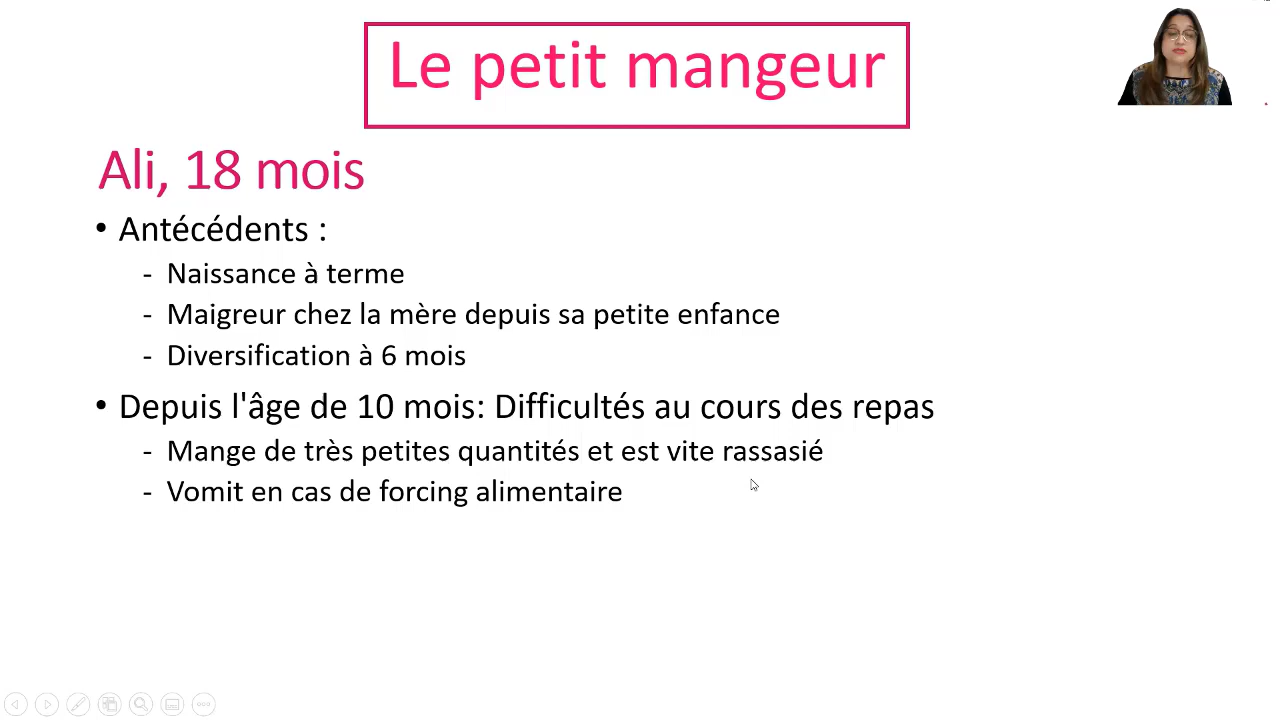 Le petit mangeur
Ali, 18 mois
• Antécédents :
- Naissance à terme
- Maigreur chez la mère depuis sa petite enfance
- Diversification à 6 mois
• Depuis l'âge de 10 mois: Difficultés au cours des repas
- Mange de très petites quantités et est vite rassasié
- Vomit en cas de forcing alimentaire